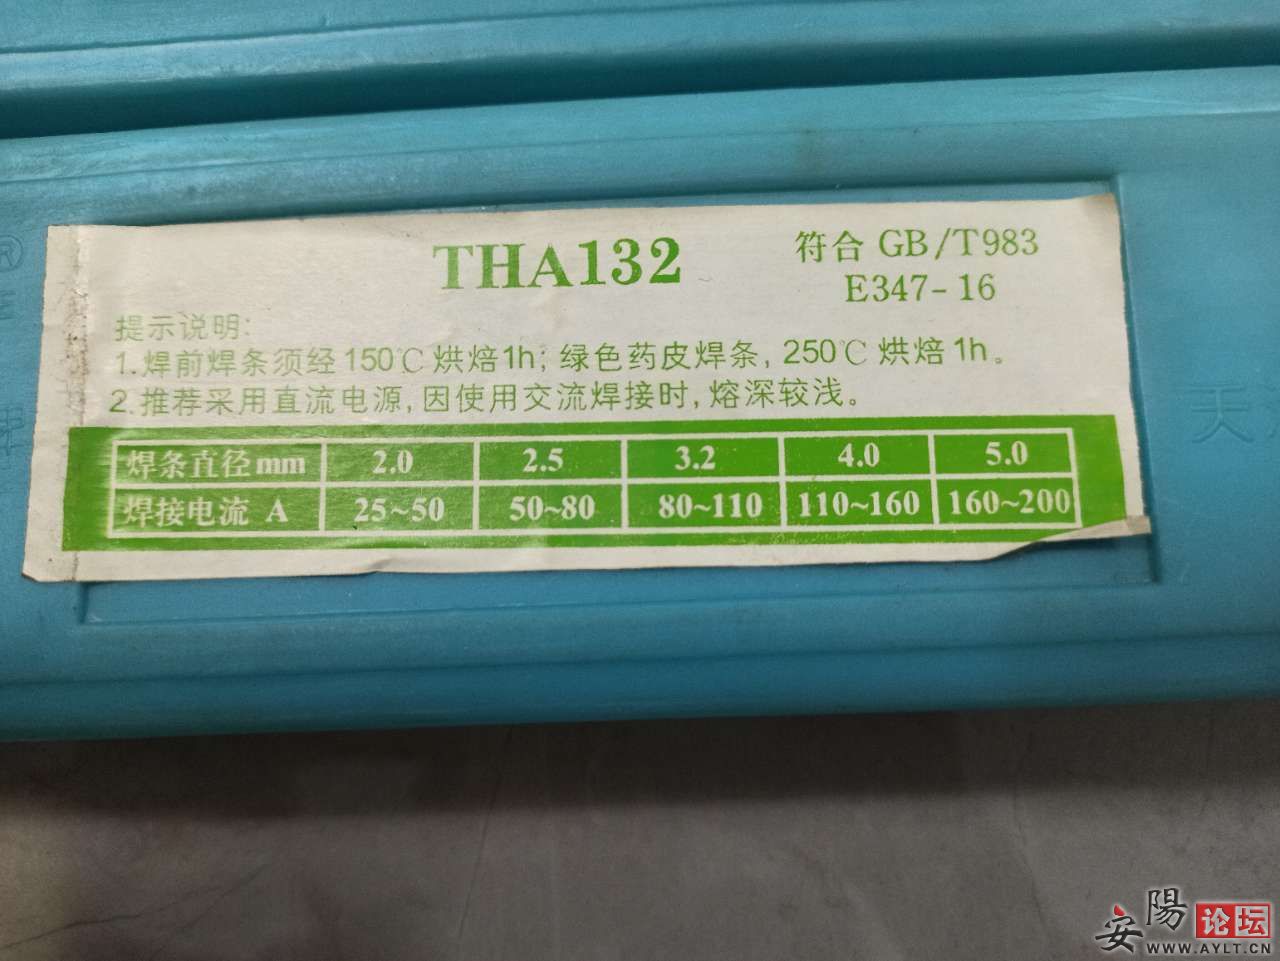 THA132
符合 GB/T983
E347-16
提示说明:
1.焊前焊条须经150℃烘焙1h; 绿色药皮焊条, 250℃烘焙1h。
2.推荐采用直流电源,因使用交流焊接时,熔深较浅。
焊条直径mm 2.0 2.5 3.2 4.0 5.0
焊接电流 A 25~50 50~80 80~110 110~160 160~200
®
天
安陽论坛
WWW.AYLT.CN